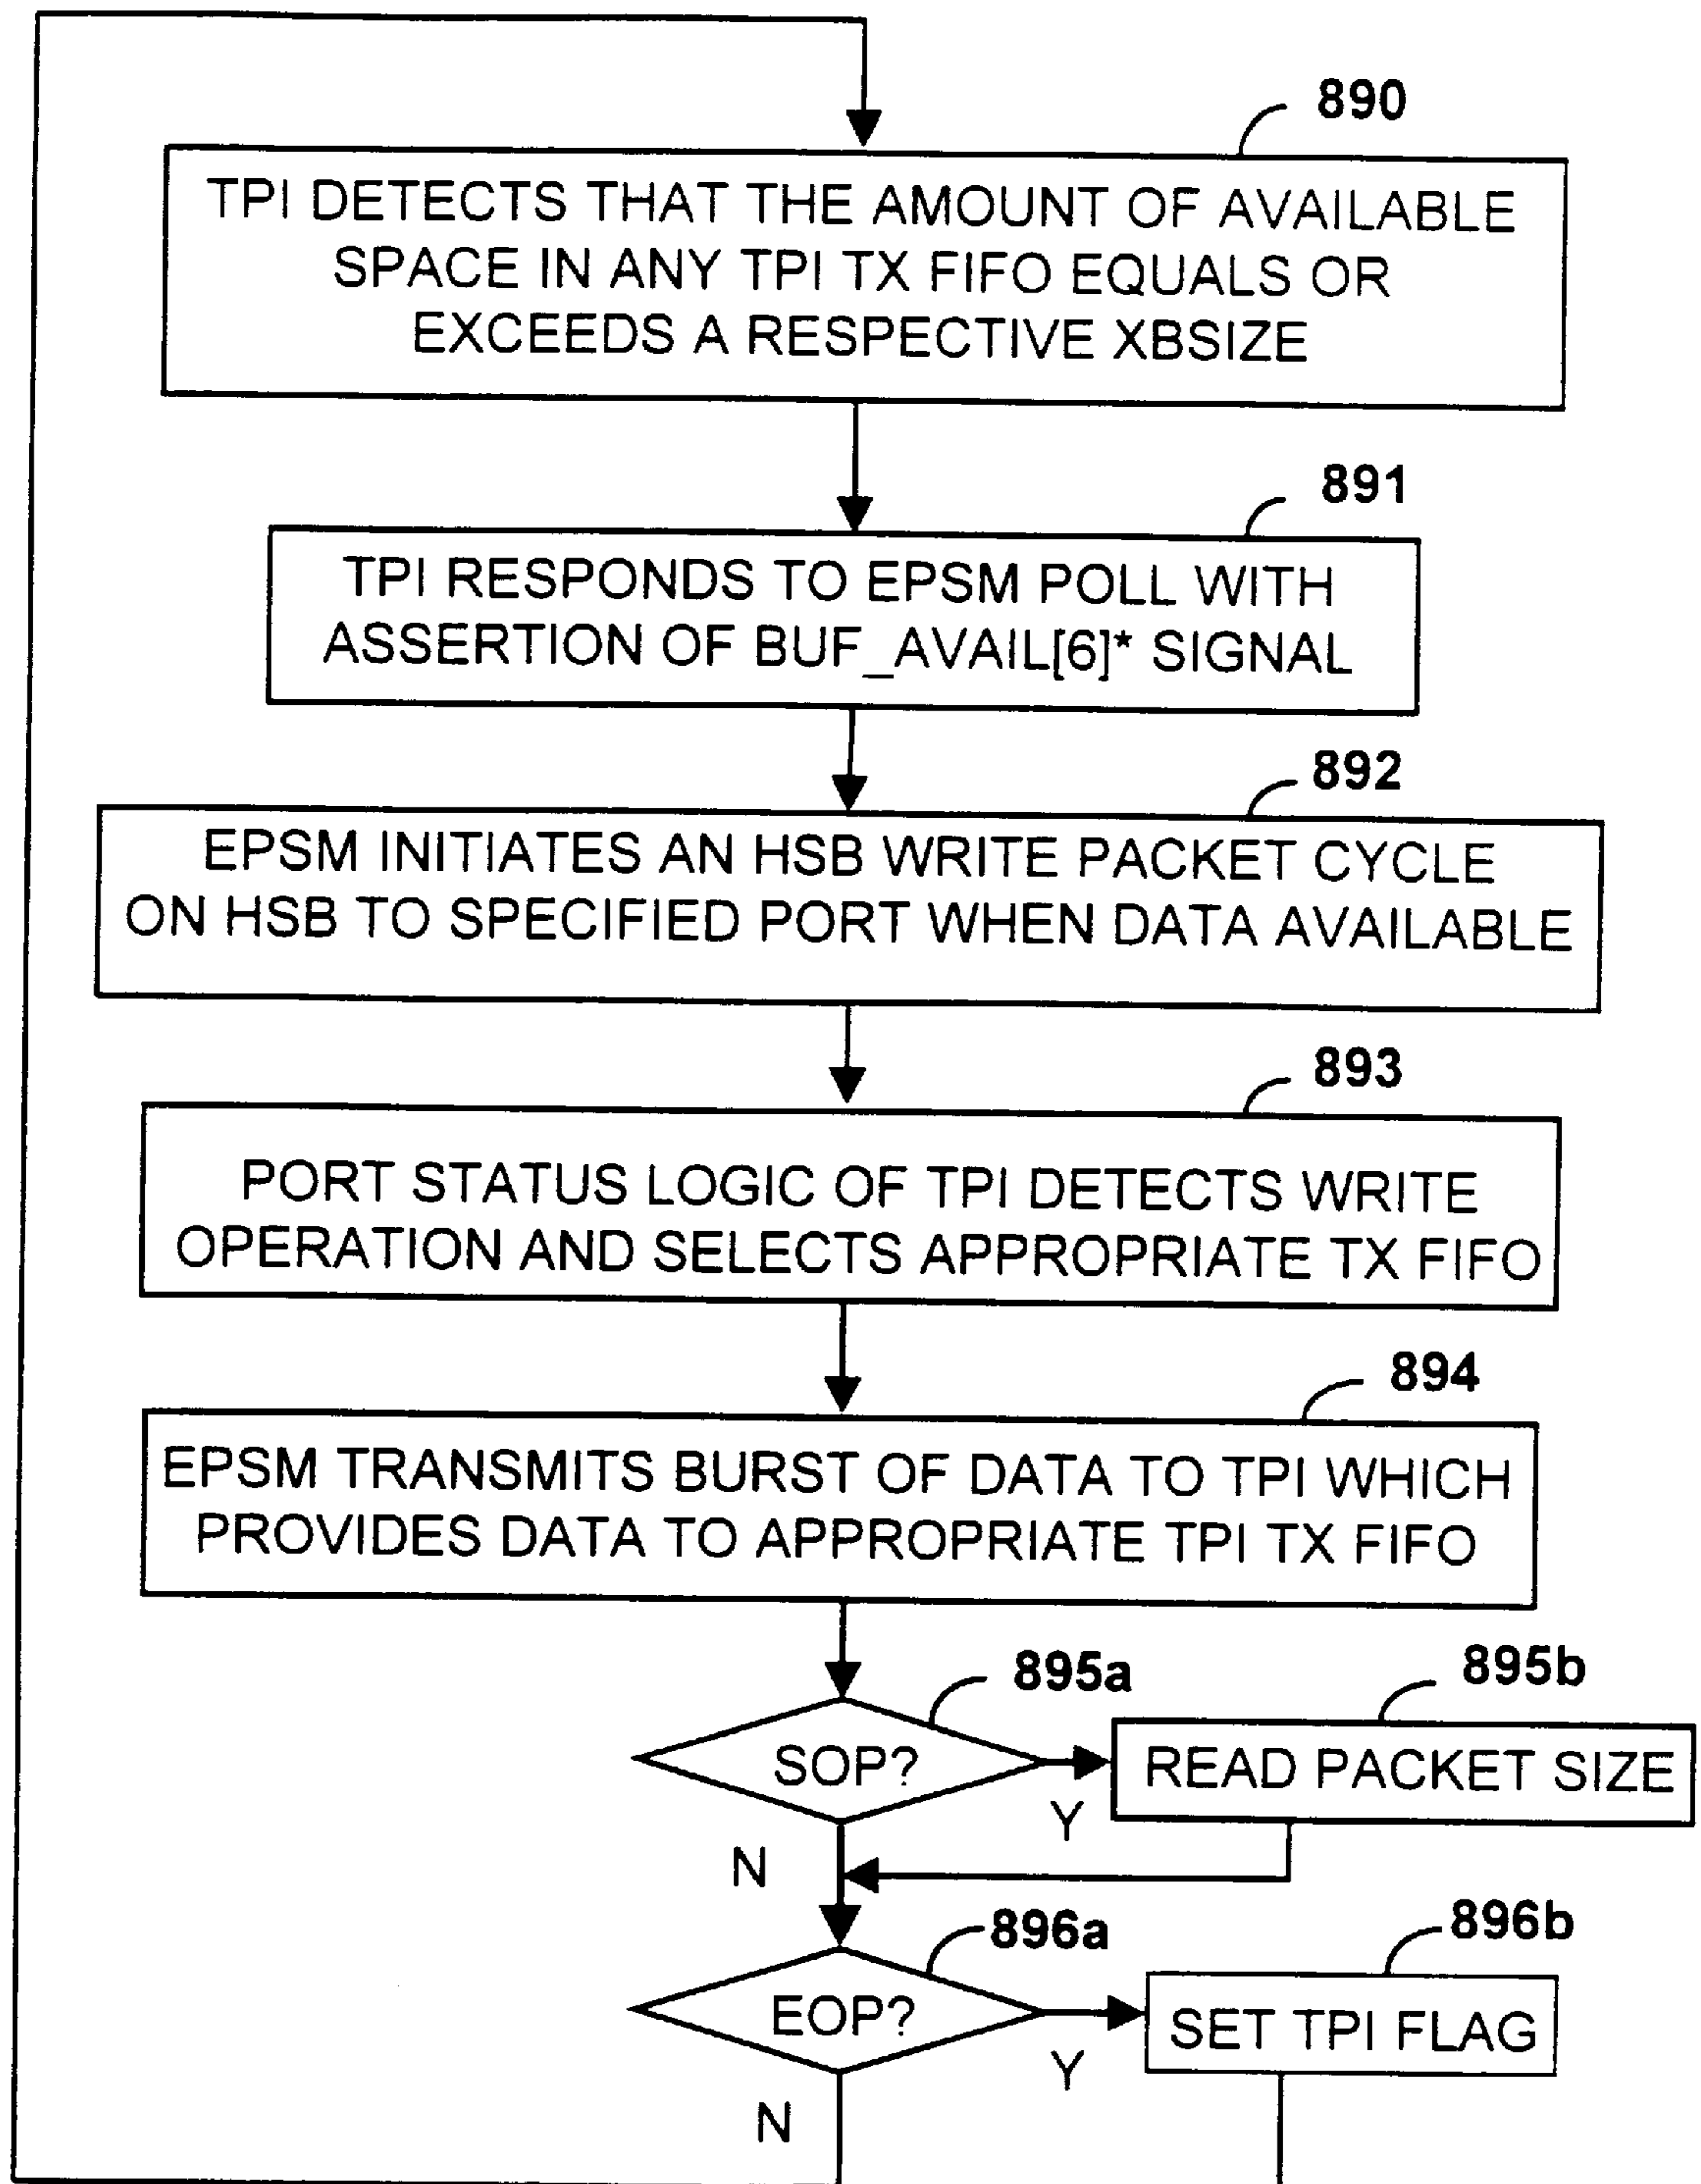 890
TPI DETECTS THAT THE AMOUNT OF AVAILABLE
SPACE IN ANY TPI TX FIFO EQUALS OR
EXCEEDS A RESPECTIVE XBSIZE
891
TPI RESPONDS TO EPSM POLL WITH
ASSERTION OF BUF_AVAIL[6]* SIGNAL
892
EPSM INITIATES AN HSB WRITE PACKET CYCLE
ON HSB TO SPECIFIED PORT WHEN DATA AVAILABLE
893
PORT STATUS LOGIC OF TPI DETECTS WRITE
OPERATION AND SELECTS APPROPRIATE TX FIFO
894
EPSM TRANSMITS BURST OF DATA TO TPI WHICH
PROVIDES DATA TO APPROPRIATE TPI TX FIFO
895a
895b
SOP?
READ PACKET SIZE
Y
N
896a
896b
EOP?
SET TPI FLAG
Y
N